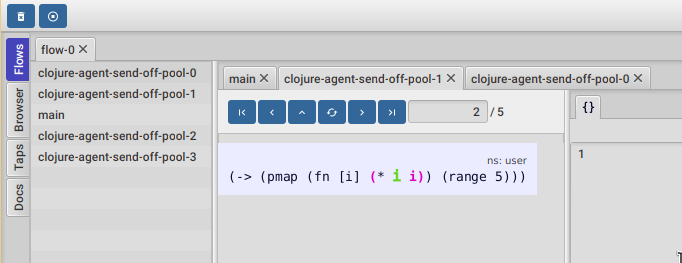 flow-0
Flows
Browser
Taps
Docs
clojure-agent-send-off-pool-0
clojure-agent-send-off-pool-1
main
clojure-agent-send-off-pool-2
clojure-agent-send-off-pool-3
main clojure-agent-send-off-pool-1 clojure-agent-send-off-pool-0
2 / 5
ns: user
(-> (pmap (fn [i] (* i i)) (range 5)))
{}
1